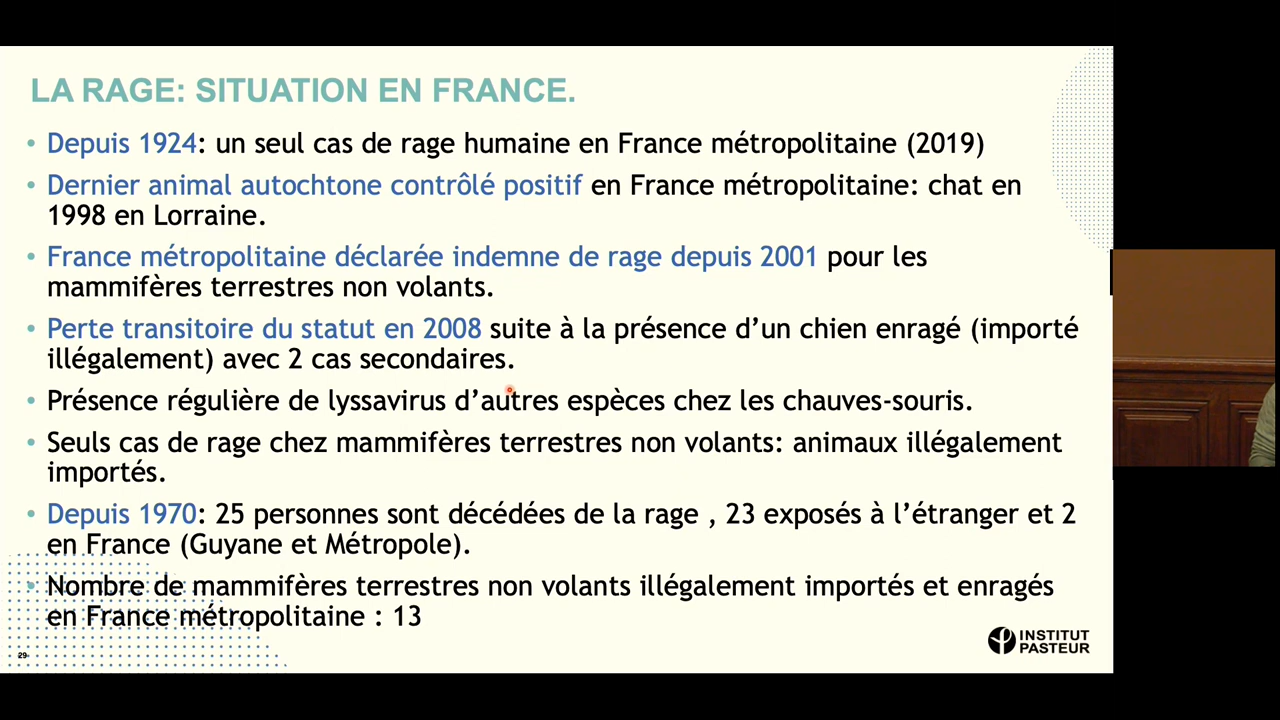 LA RAGE: SITUATION EN FRANCE.
• Depuis 1924: un seul cas de rage humaine en France métropolitaine (2019)
• Dernier animal autochtone contrôlé positif en France métropolitaine: chat en
1998 en Lorraine.
• France métropolitaine déclarée indemne de rage depuis 2001 pour les
mammifères terrestres non volants.
• Perte transitoire du statut en 2008 suite à la présence d’un chien enragé (importé
illégalement) avec 2 cas secondaires.
• Présence régulière de lyssavirus d’autres espèces chez les chauves-souris.
• Seuls cas de rage chez mammifères terrestres non volants: animaux illégalement
importés.
• Depuis 1970: 25 personnes sont décédées de la rage , 23 exposés à l’étranger et 2
en France (Guyane et Métropole).
• Nombre de mammifères terrestres non volants illégalement importés et enragés
en France métropolitaine : 13
29
INSTITUT
PASTEUR